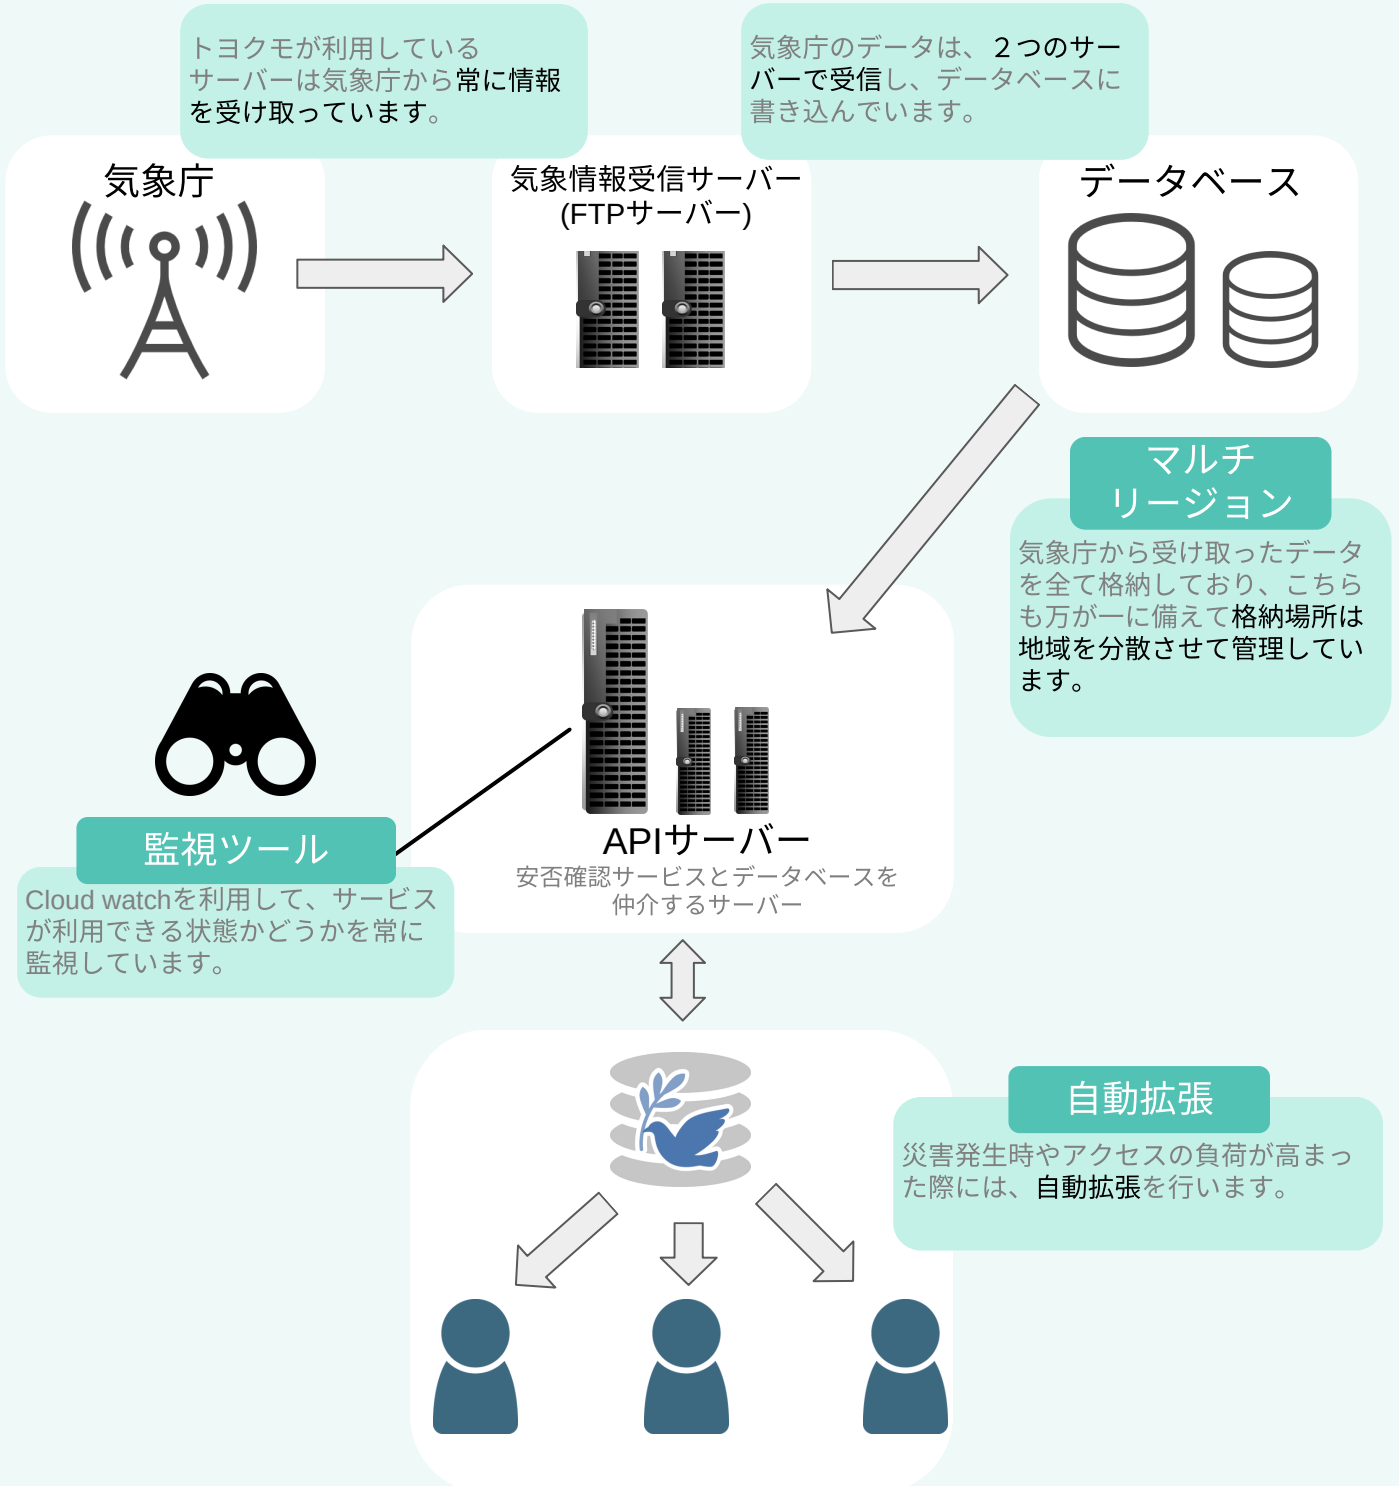 トヨクモが利用している
サーバーは気象庁から常に情報
を受け取っています。
気象庁のデータは、２つのサー
バーで受信し、データベースに
書き込んでいます。
気象庁
気象情報受信サーバー
(FTPサーバー)
データベース
マルチ
リージョン
気象庁から受け取ったデータ
を全て格納しており、こちら
も万が一に備えて格納場所は
地域を分散させて管理してい
ます。
APIサーバー
安否確認サービスとデータベースを
仲介するサーバー
監視ツール
Cloud watchを利用して、サービス
が利用できる状態かどうかを常に
監視しています。
自動拡張
災害発生時やアクセスの負荷が高まっ
た際には、自動拡張を行います。